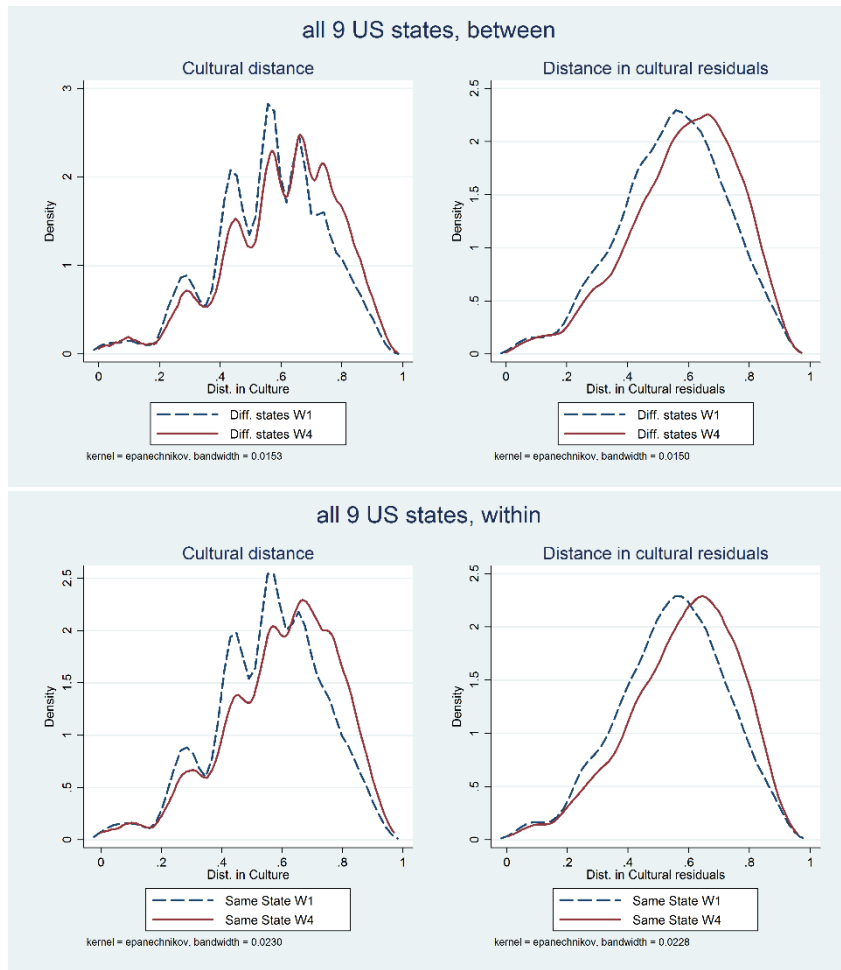 all 9 US states, between
Cultural distance
Distance in cultural residuals
Density
3
2
1
0
0 .2 .4 .6 .8 1
Dist. in Culture
Diff. states W1
Diff. states W4
kernel = epanechnikov, bandwidth = 0.0153
Density
2.5
2
1.5
1
.5
0
0 .2 .4 .6 .8 1
Dist. in Cultural residuals
Diff. states W1
Diff. states W4
kernel = epanechnikov, bandwidth = 0.0150
all 9 US states, within
Cultural distance
Distance in cultural residuals
Density
2.5
2
1.5
1
.5
0
0 .2 .4 .6 .8 1
Dist. in Culture
Same State W1
Same State W4
kernel = epanechnikov, bandwidth = 0.0230
Density
2.5
2
1.5
1
.5
0
0 .2 .4 .6 .8 1
Dist. in Cultural residuals
Same State W1
Same State W4
kernel = epanechnikov, bandwidth = 0.0228